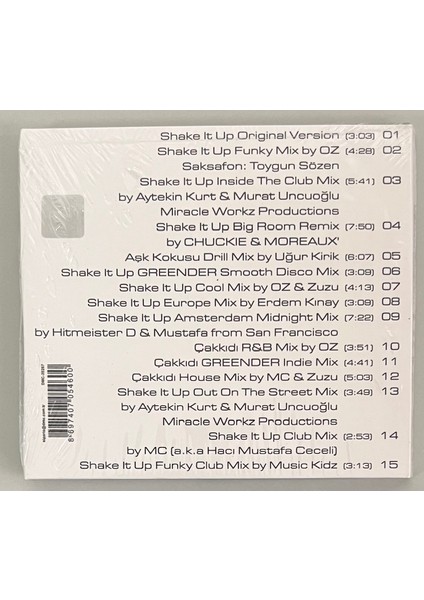 Shake It Up Original Version (3:03) 01
Shake It Up Funky Mix by OZ (4:28) 02
Saksafon: Toygun Sözen
Shake It Up Inside The Club Mix (5:41) 03
by Aytekin Kurt & Murat Uncuoğlu
Miracle Workz Productions
Shake It Up Big Room Remix (7:50) 04
by CHUCKIE & MOREAUX'
Aşk Kokusu Drill Mix by Uğur Kirik (6:07) 05
Shake It Up GREENDER Smooth Disco Mix (3:09) 06
Shake It Up Cool Mix by OZ & Zuzu (4:13) 07
Shake It Up Europe Mix by Erdem Kınay (3:09) 08
Shake It Up Amsterdam Midnight Mix (7:22) 09
by Hitmeister D & Mustafa from San Francisco
Çakkıdı R&B Mix by OZ (3:51) 10
Çakkıdı GREENDER Indie Mix (4:41) 11
Çakkıdı House Mix by MC & Zuzu (5:03) 12
Shake It Up Out On The Street Mix (3:49) 13
by Aytekin Kurt & Murat Uncuoğlu
Miracle Workz Productions
Shake It Up Club Mix (2:53) 14
by MC (a.k.a Hacı Mustafa Ceceli)
Shake It Up Funky Club Mix by Music Kidz (3:13) 15
8697407054600